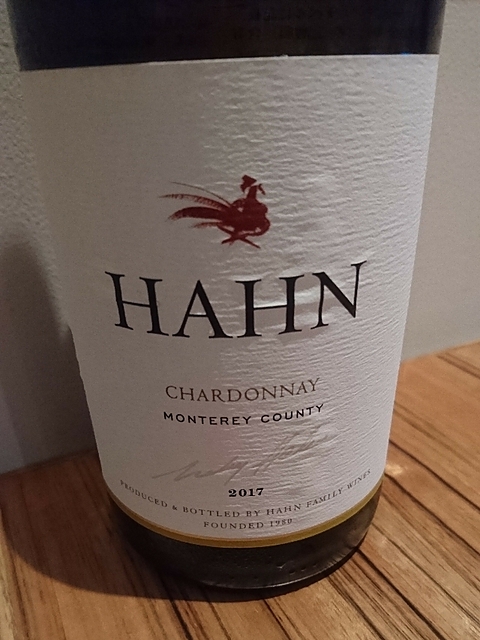 HAHN
CHARDONNAY
MONTEREY COUNTY
2017
PRODUCED & BOTTLED BY HAHN FAMILY WINES
FOUNDED 1980